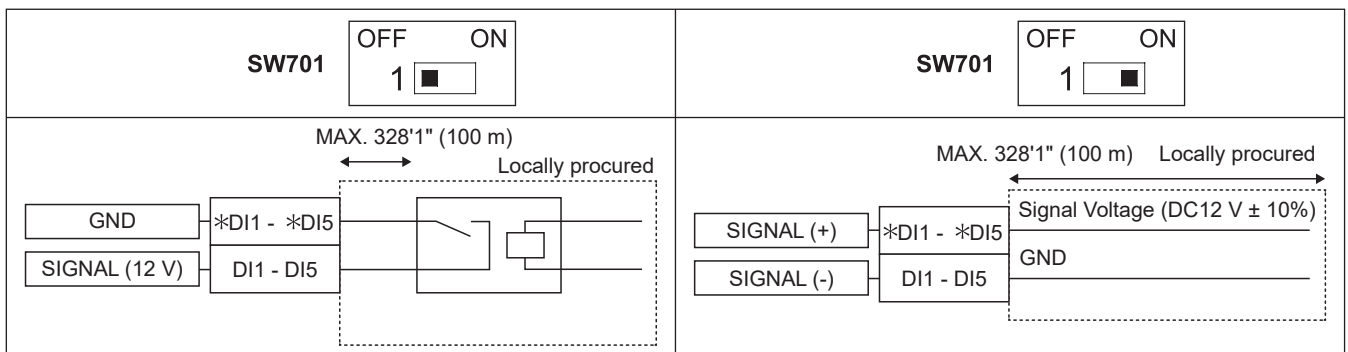 SW701
OFF ON
1
MAX. 328'1" (100 m)
Locally procured
GND
✳DI1 - ✳DI5
SIGNAL (12 V)
DI1 - DI5
SW701
OFF ON
1
MAX. 328'1" (100 m) Locally procured
Signal Voltage (DC12 V ± 10%)
SIGNAL (+)
✳DI1 - ✳DI5
GND
SIGNAL (-)
DI1 - DI5